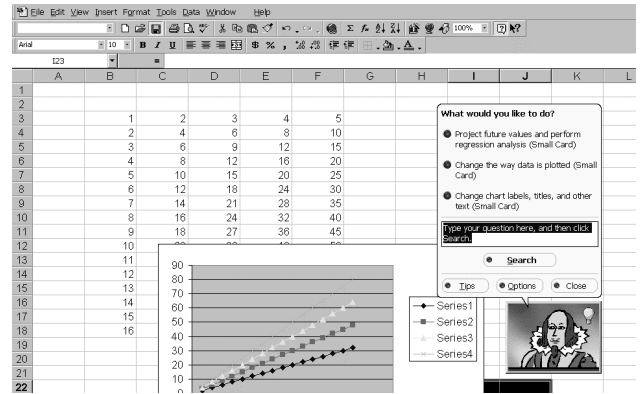 File Edit View Insert Format Tools Data Window Help
100%
Arial 10 B I U $ % ,
I23 =
A B C D E F G H I J K L
1
2
3 1 2 3 4 5
4 2 4 6 8 10
5 3 6 9 12 15
6 4 8 12 16 20
7 5 10 15 20 25
8 6 12 18 24 30
9 7 14 21 28 35
10 8 16 24 32 40
11 9 18 27 36 45
12 10
13 11
14 12
15 13
16 14
17 15
18 16
19
20
21
22
90
80
70
60
50
40
30
20
10
0
Series1
Series2
Series3
Series4
What would you like to do?
Project future values and perform
regression analysis (Small Card)
Change the way data is plotted (Small
Card)
Change chart labels, titles, and other
text (Small Card)
Type your question here, and then click
Search.
Search
Tips Options Close